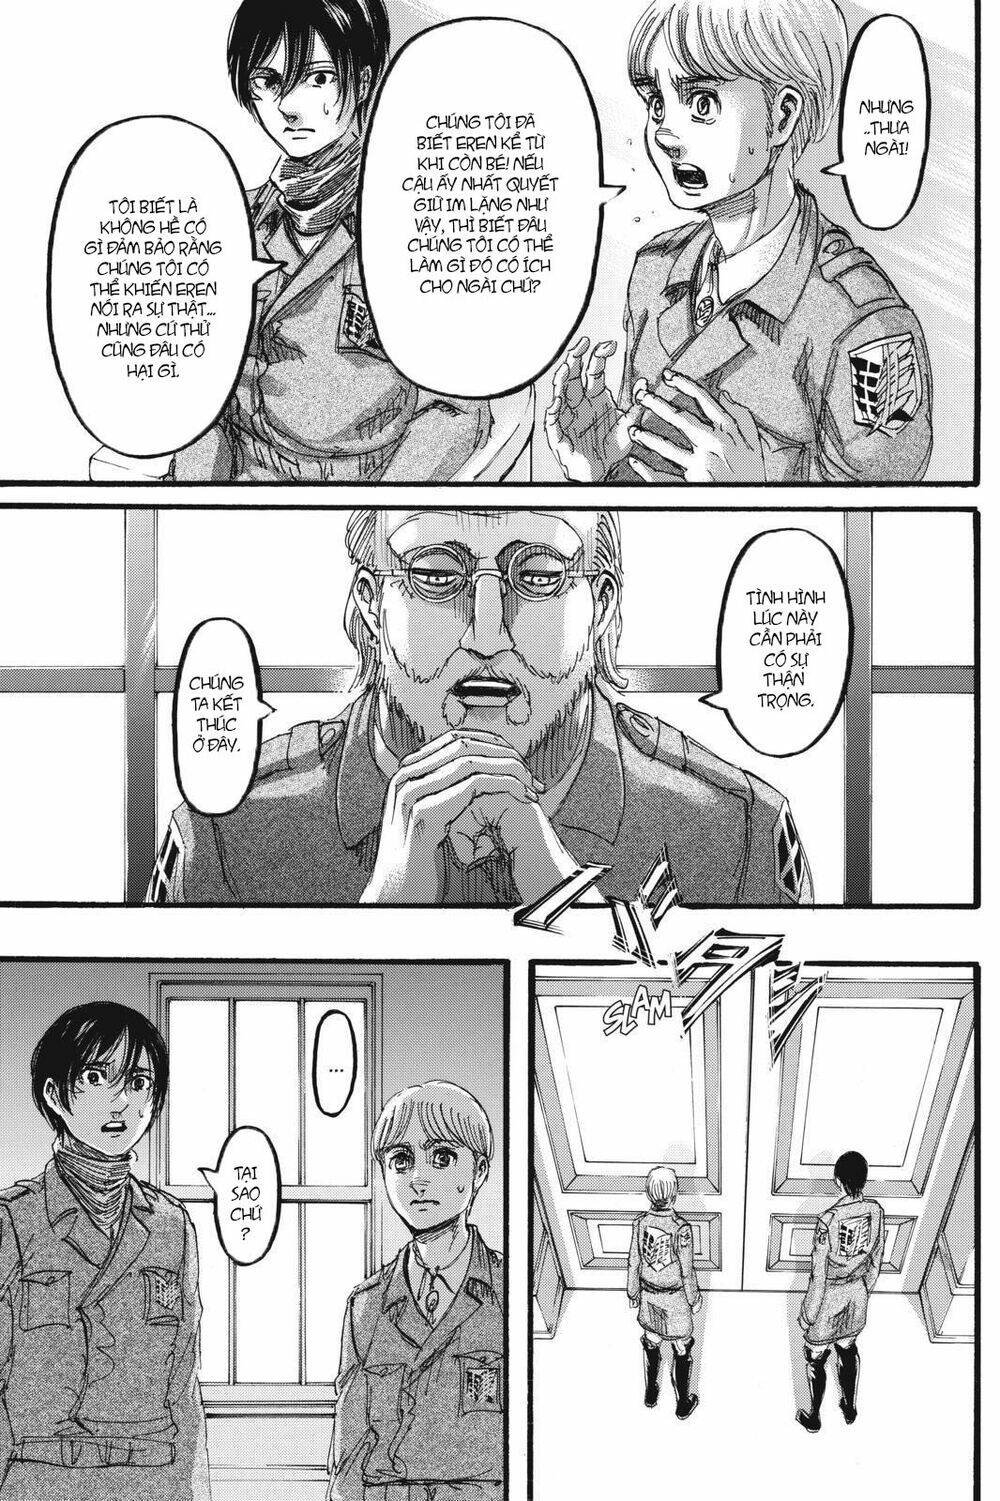 NHƯNG
..THƯA
NGÀI!
CHÚNG TÔI ĐÃ
BIẾT EREN KỂ TỪ
KHI CÒN BÉ! NẾU
CẬU ẤY NHẤT QUYẾT
GIỮ IM LẶNG NHƯ
VẬY, THÌ BIẾT ĐÂU
CHÚNG TÔI CÓ THỂ
LÀM GÌ ĐÓ CÓ ÍCH
CHO NGÀI CHỨ?
TÔI BIẾT LÀ
KHÔNG HỀ CÓ
GÌ ĐẢM BẢO RẰNG
CHÚNG TÔI CÓ
THỂ KHIẾN EREN
NÓI RA SỰ THẬT...
NHƯNG CỨ THỬ
CŨNG ĐÂU CÓ
HẠI GÌ.
TÌNH HÌNH
LÚC NÀY
CẦN PHẢI
CÓ SỰ
THẬN
TRỌNG.
CHÚNG
TA KẾT
THÚC
Ở ĐÂY.
バタン
SLAM
....
TẠI
SAO
CHỨ
?